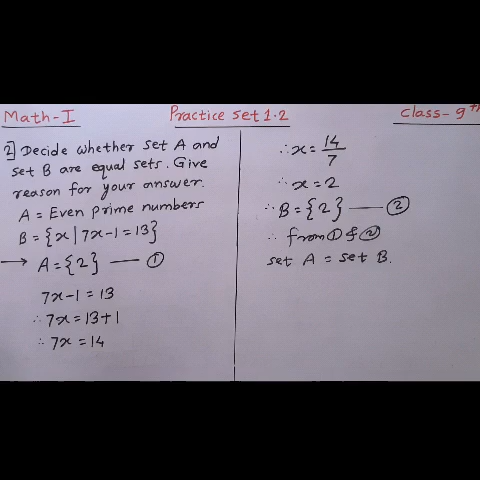 Math-I
Practice set 1.2
Class-9th
2] Decide whether set A and
set B are equal sets. Give
reason for your answer.
A = Even prime numbers
B = {x | 7x-1 = 13}
→ A = {2} — ①
7x-1 = 13
∴ 7x = 13+1
∴ 7x = 14
∴ x = 14/7
∴ x = 2
∴ B = {2} — ②
∴ from ① & ②
set A = set B.